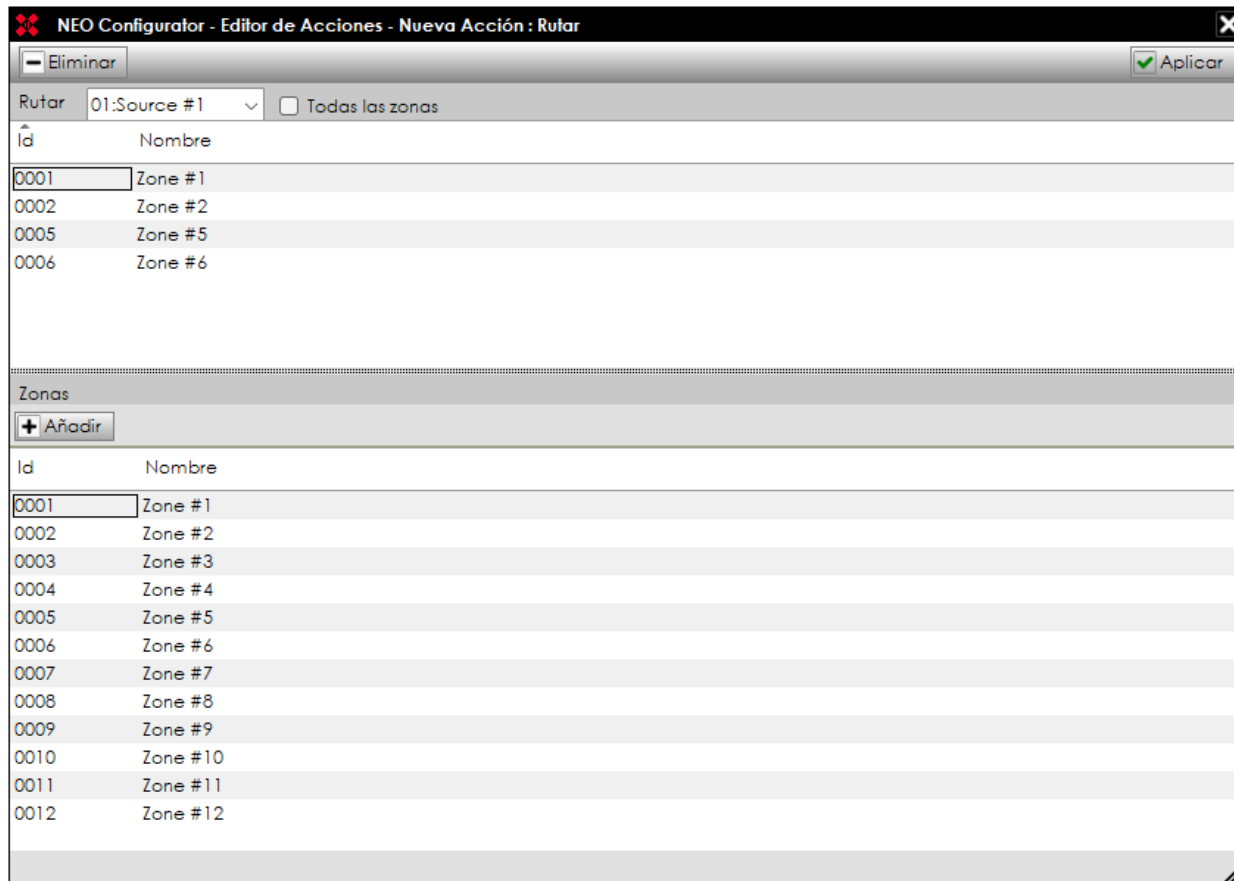 NEO Configurator - Editor de Acciones - Nueva Acción : Rutar
Eliminar Aplicar
Rutar 01:Source #1 Todas las zonas
Id Nombre
0001 Zone #1
0002 Zone #2
0005 Zone #5
0006 Zone #6
Zonas
Añadir
Id Nombre
0001 Zone #1
0002 Zone #2
0003 Zone #3
0004 Zone #4
0005 Zone #5
0006 Zone #6
0007 Zone #7
0008 Zone #8
0009 Zone #9
0010 Zone #10
0011 Zone #11
0012 Zone #12